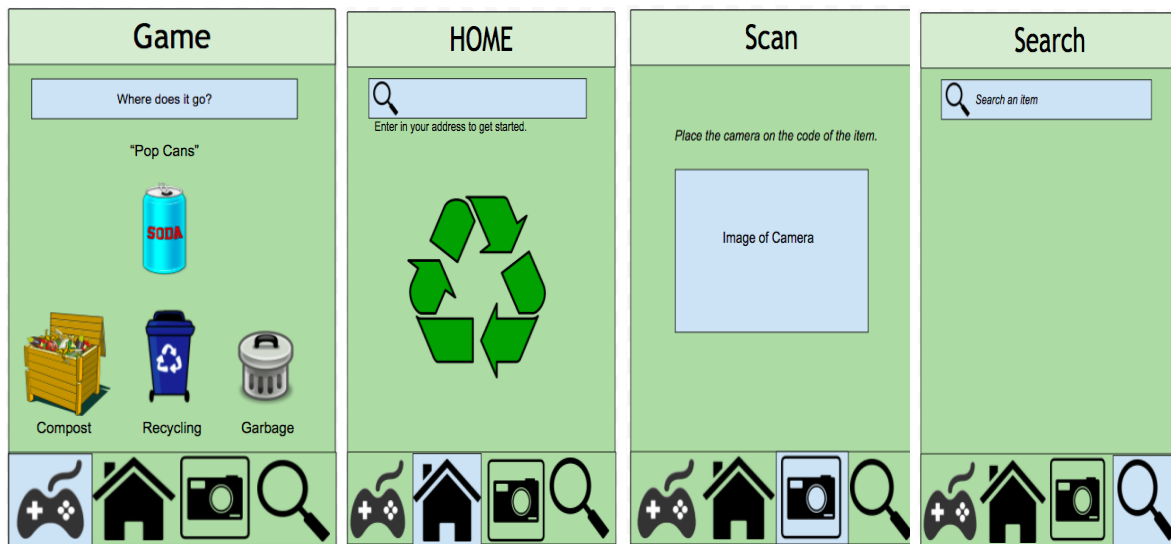 Game
Where does it go?
“Pop Cans”
SODA
Compost
Recycling
Garbage
HOME
Enter in your address to get started.
Scan
Place the camera on the code of the item.
Image of Camera
Search
Search an item